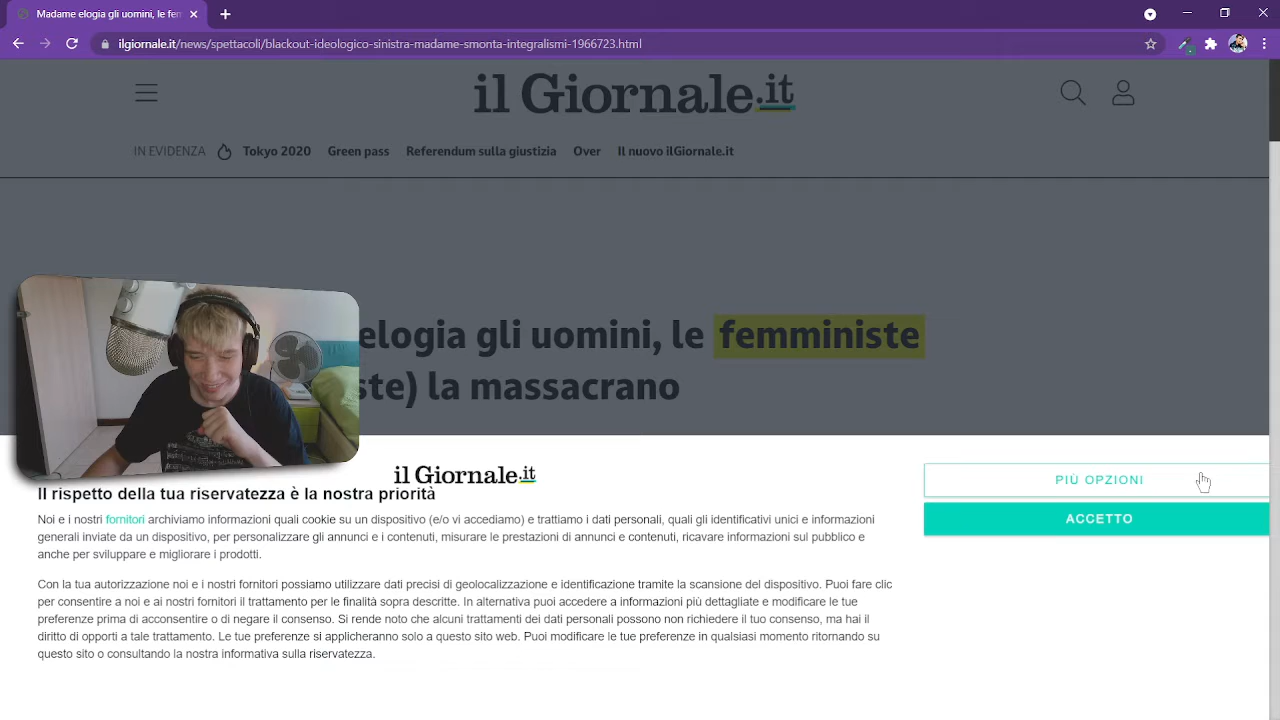 Madame elogia gli uomini, le fem
ilgiornale.it/news/spettacoli/blackout-ideologico-sinistra-madame-smonta-integralismi-1966723.html
il Giornale.it
IN EVIDENZA Tokyo 2020 Green pass Referendum sulla giustizia Over Il nuovo ilGiornale.it
elogia gli uomini, le femministe
ste) la massacrano
il Giornale.it
Il rispetto della tua riservatezza è la nostra priorità
Noi e i nostri fornitori archiviamo informazioni quali cookie su un dispositivo (e/o vi accediamo) e trattiamo i dati personali, quali gli identificativi unici e informazioni
generali inviate da un dispositivo, per personalizzare gli annunci e i contenuti, misurare le prestazioni di annunci e contenuti, ricavare informazioni sul pubblico e
anche per sviluppare e migliorare i prodotti.
Con la tua autorizzazione noi e i nostri fornitori possiamo utilizzare dati precisi di geolocalizzazione e identificazione tramite la scansione del dispositivo. Puoi fare clic
per consentire a noi e ai nostri fornitori il trattamento per le finalità sopra descritte. In alternativa puoi accedere a informazioni più dettagliate e modificare le tue
preferenze prima di acconsentire o di negare il consenso. Si rende noto che alcuni trattamenti dei dati personali possono non richiedere il tuo consenso, ma hai il
diritto di opporti a tale trattamento. Le tue preferenze si applicheranno solo a questo sito web. Puoi modificare le tue preferenze in qualsiasi momento ritornando su
questo sito o consultando la nostra informativa sulla riservatezza.
PIÙ OPZIONI
ACCETTO